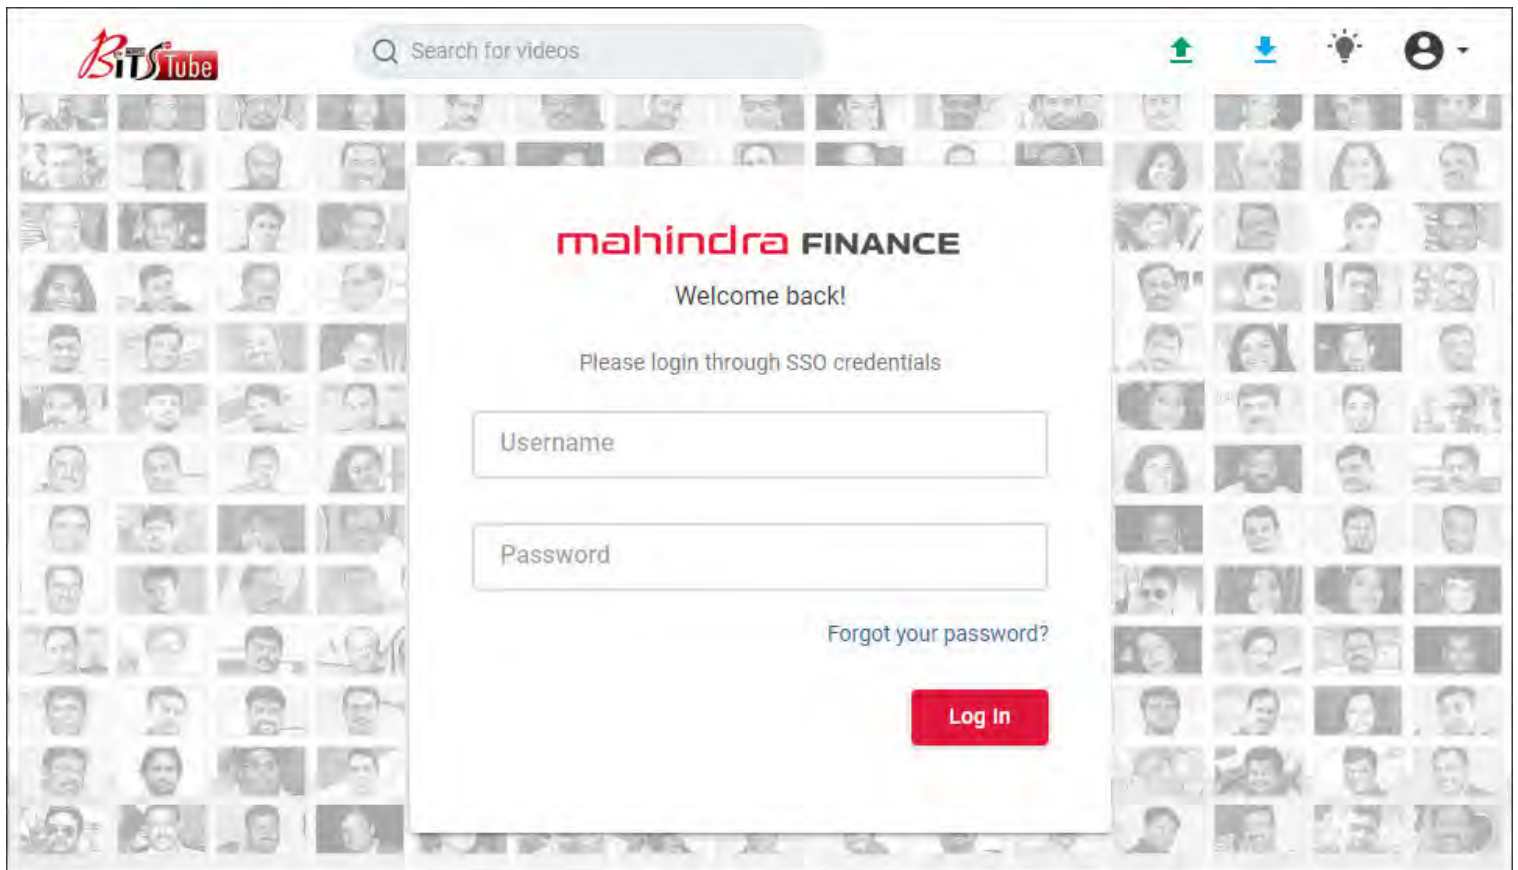 BiTSTube
Search for videos
mahindra FINANCE
Welcome back!
Please login through SSO credentials
Username
Password
Forgot your password?
Log In